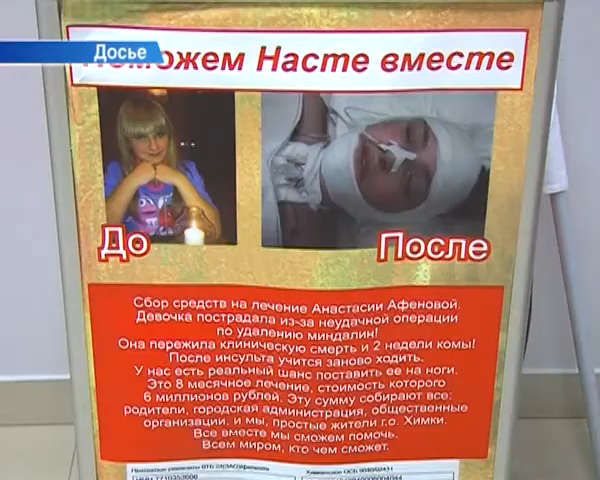 Досье
Поможем Насте вместе
До
После
Сбор средств на лечение Анастасии Афеновой.
Девочка пострадала из-за неудачной операции
по удалению миндалин!
Она пережила клиническую смерть и 2 недели комы!
После инсульта учится заново ходить.
У нас есть реальный шанс поставить ее на ноги.
Это 8 месячное лечение, стоимость которого
6 миллионов рублей. Эту сумму собирают все:
родители, городская администрация, общественные
организации, и мы, простые жители г.о. Химки.
Все вместе мы сможем помочь.
Всем миром, кто чем сможет.